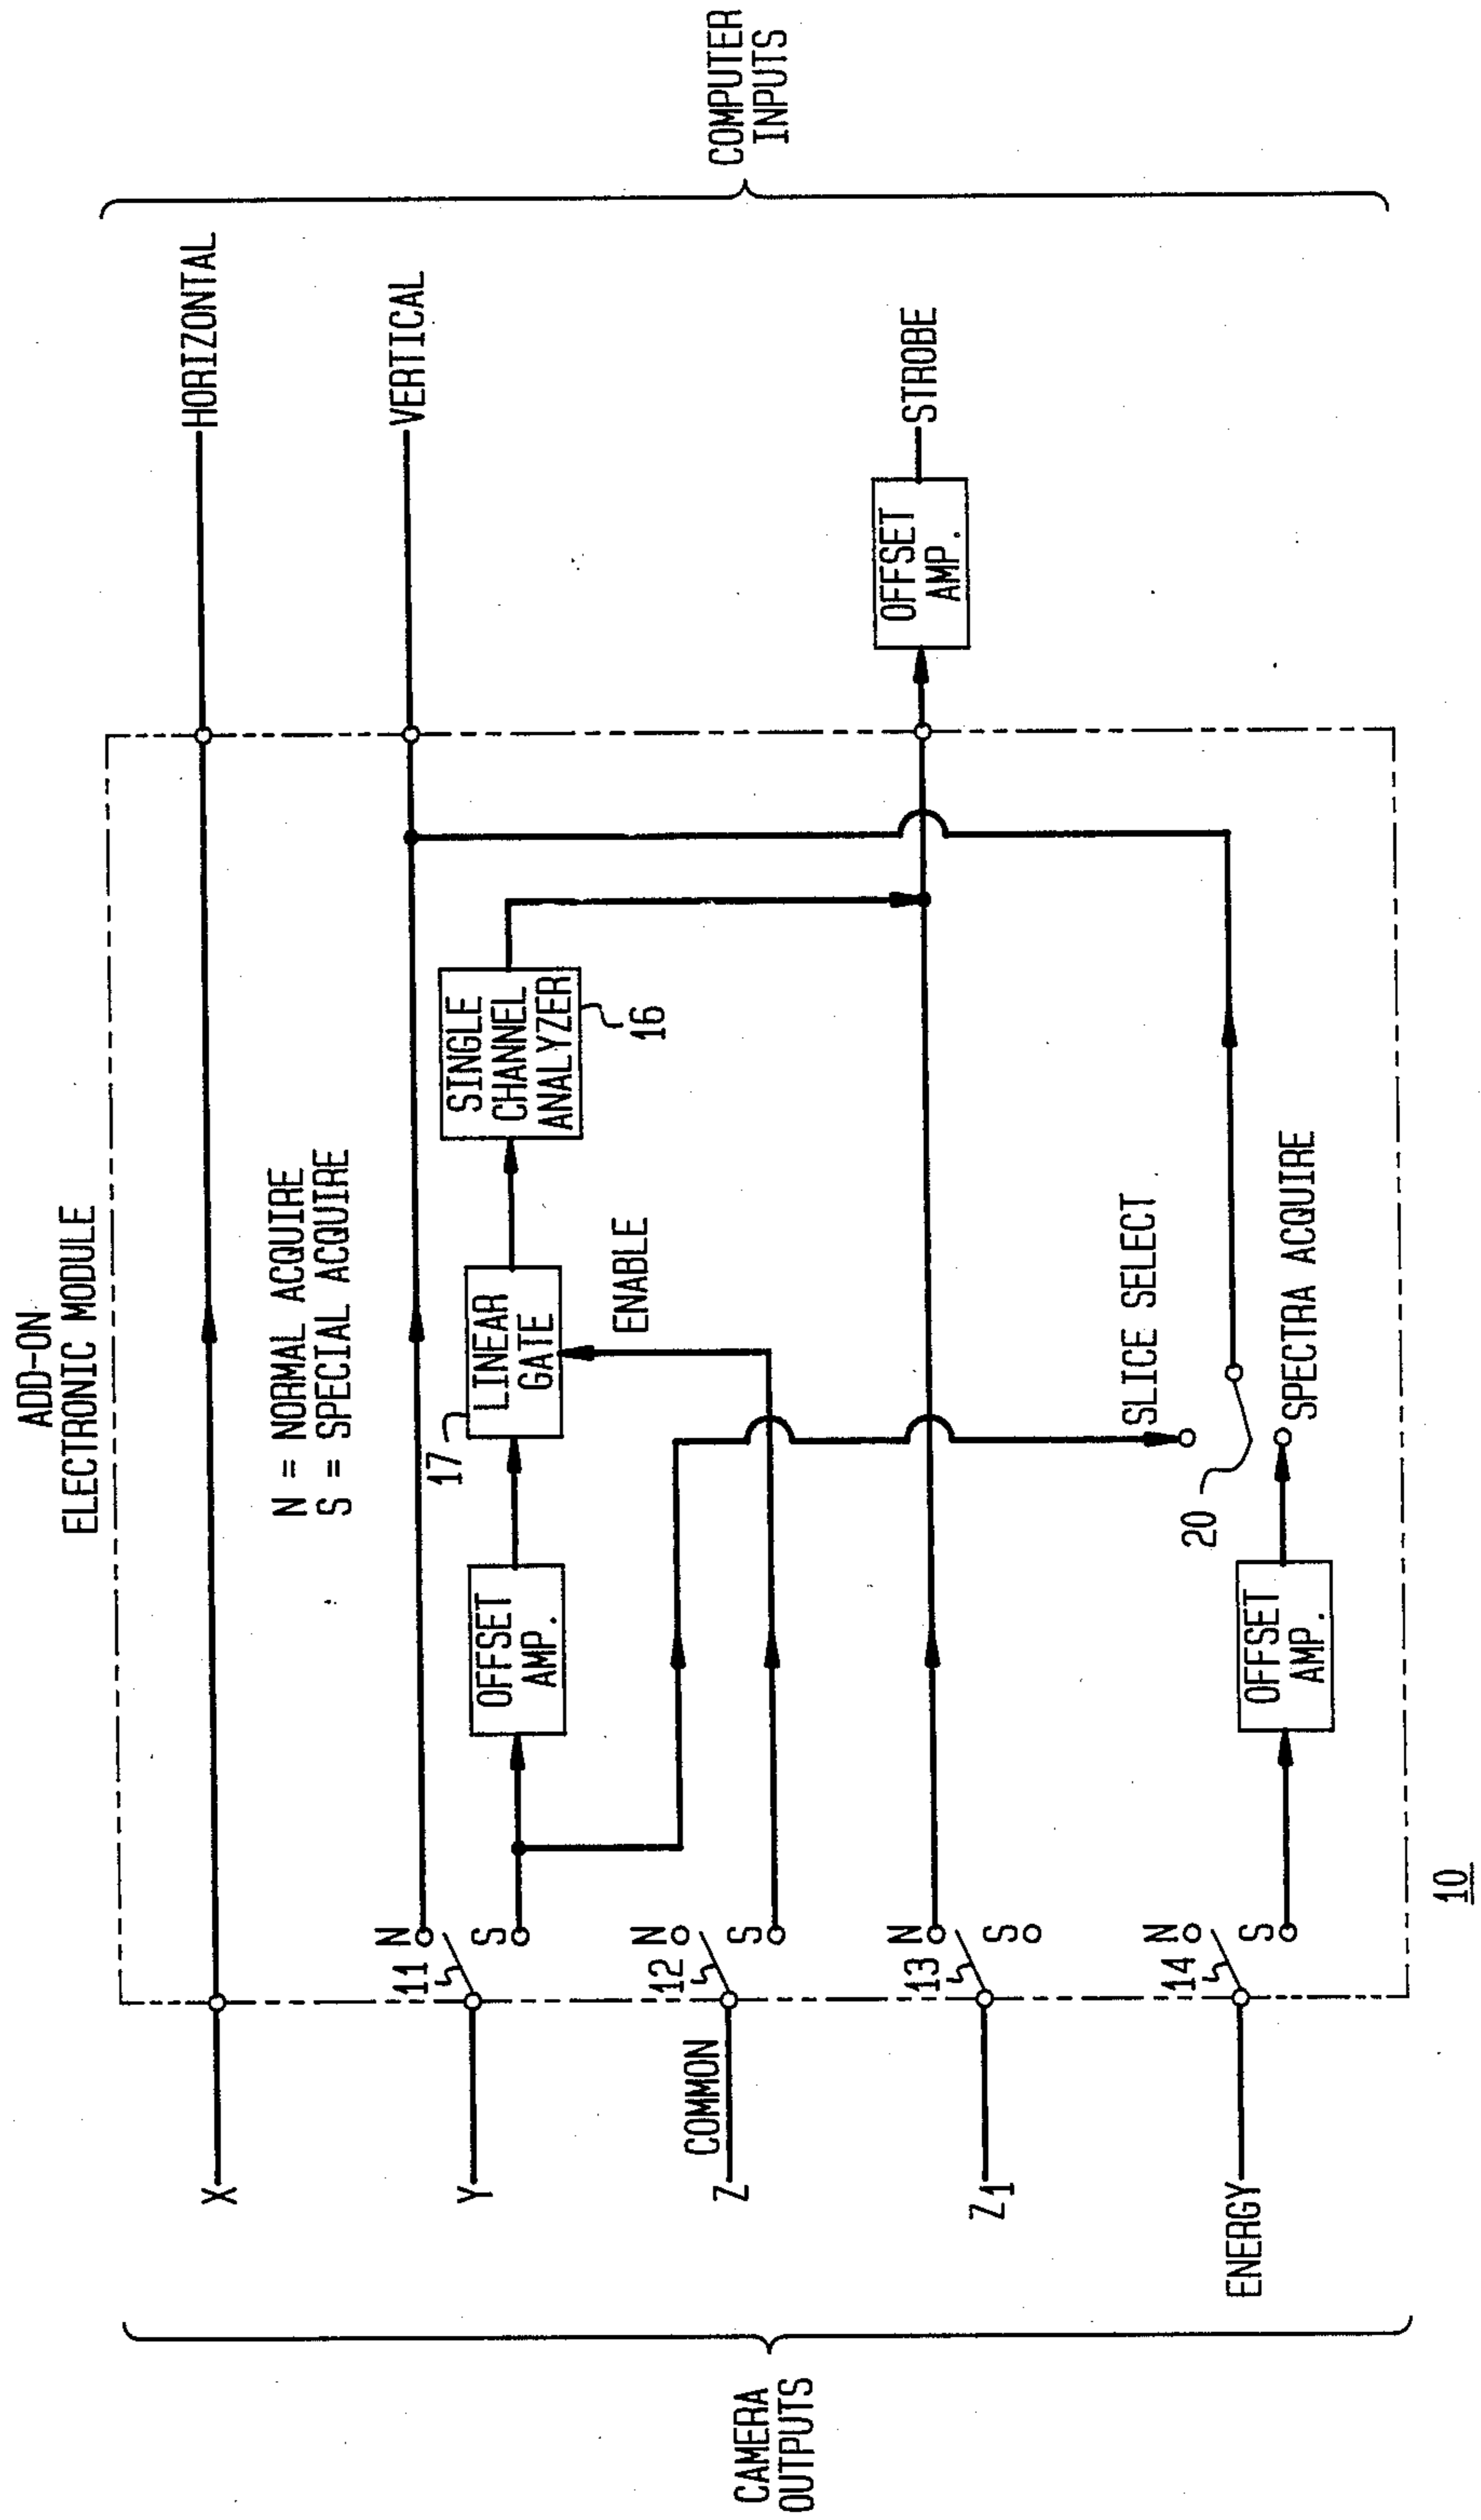 ADD-ON
ELECTRONIC MODULE
CAMERA
OUTPUTS
COMPUTER
INPUTS
X
HORIZONTAL
N = NORMAL ACQUIRE
S = SPECIAL ACQUIRE
VERTICAL
Y
11
N
S
OFFSET
AMP.
17
LINEAR
GATE
ENABLE
SINGLE
CHANNEL
ANALYZER
16
COMMON
Z
12
N
S
Z1
13
N
S
OFFSET
AMP.
STROBE
SLICE SELECT
20
SPECTRA ACQUIRE
ENERGY
14
N
S
OFFSET
AMP.
10